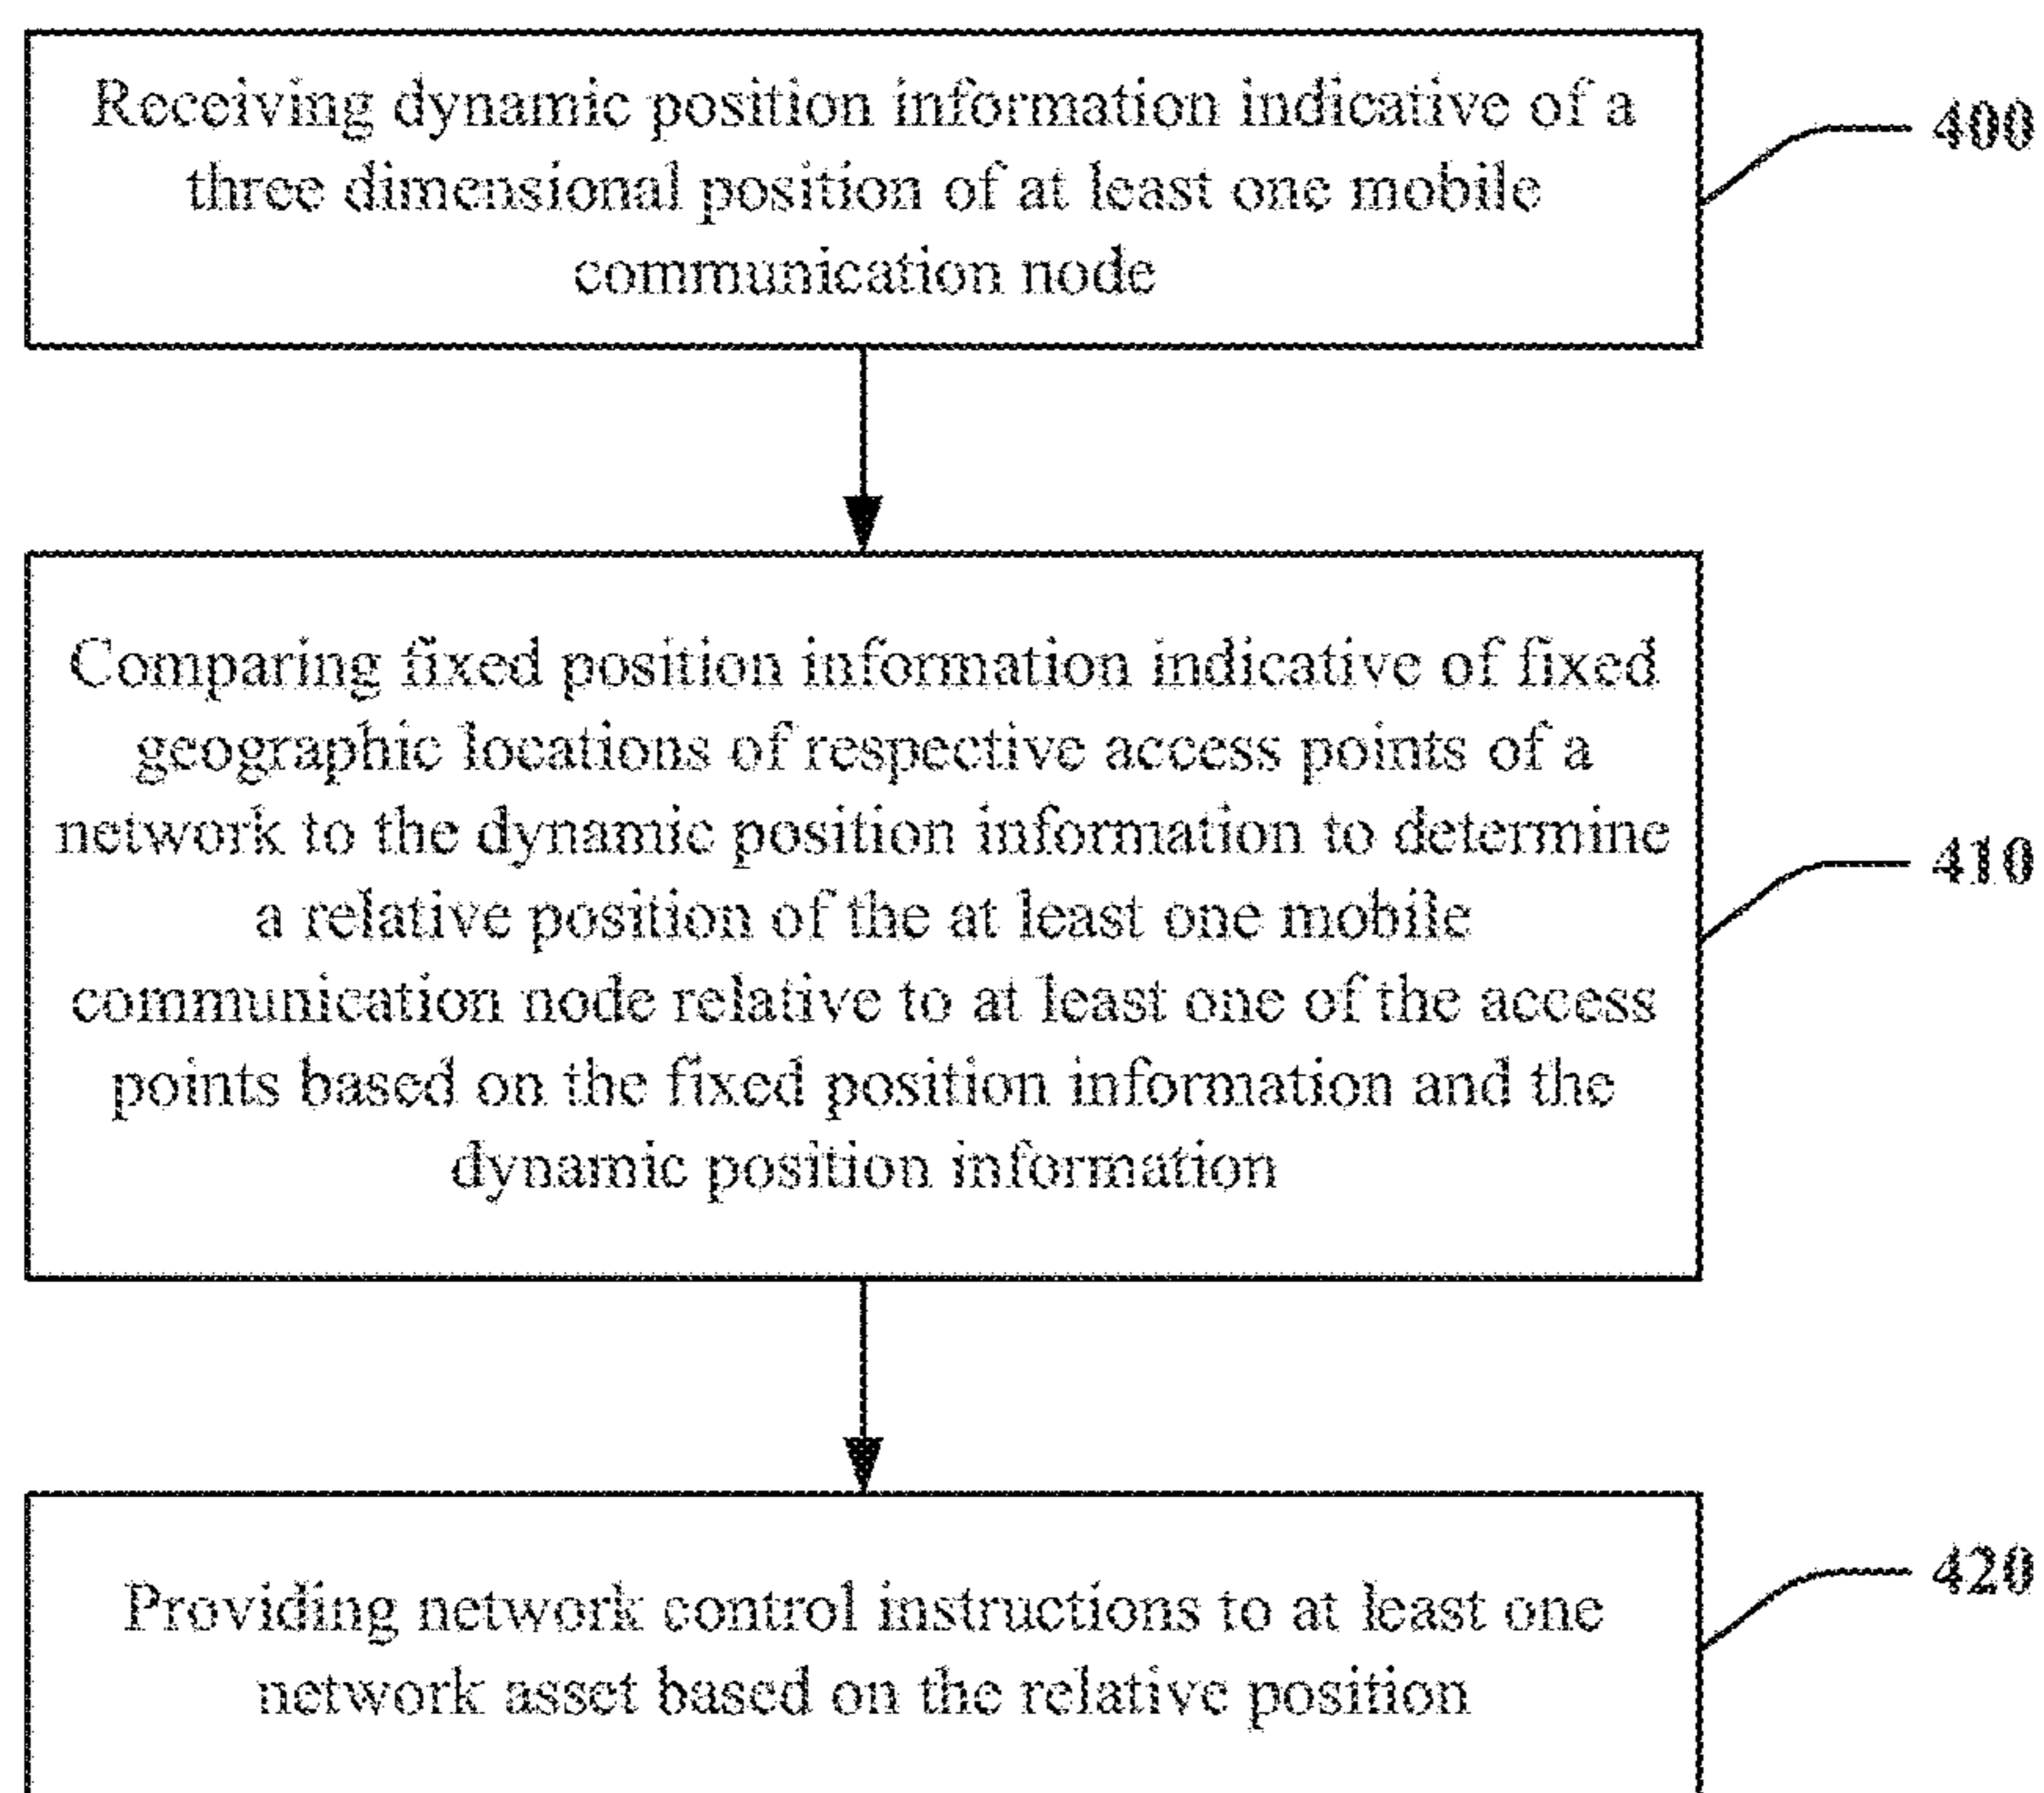 Receiving dynamic position information indicative of a
three dimensional position of at least one mobile
communication node
400
Comparing fixed position information indicative of fixed
geographic locations of respective access points of a
network to the dynamic position information to determine
a relative position of the at least one mobile
communication node relative to at least one of the access
points based on the fixed position information and the
dynamic position information
410
Providing network control instructions to at least one
network asset based on the relative position
420